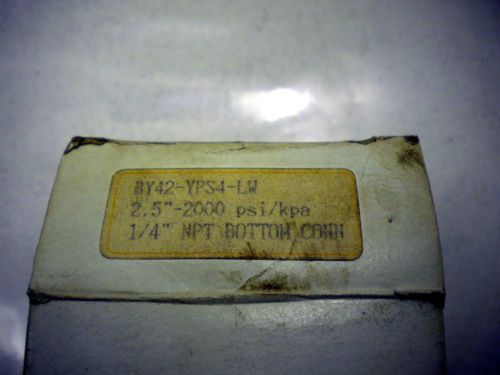 BY42-YPS4-LW
2.5"-2000 psi/kpa
1/4" NPT BOTTOM CONN